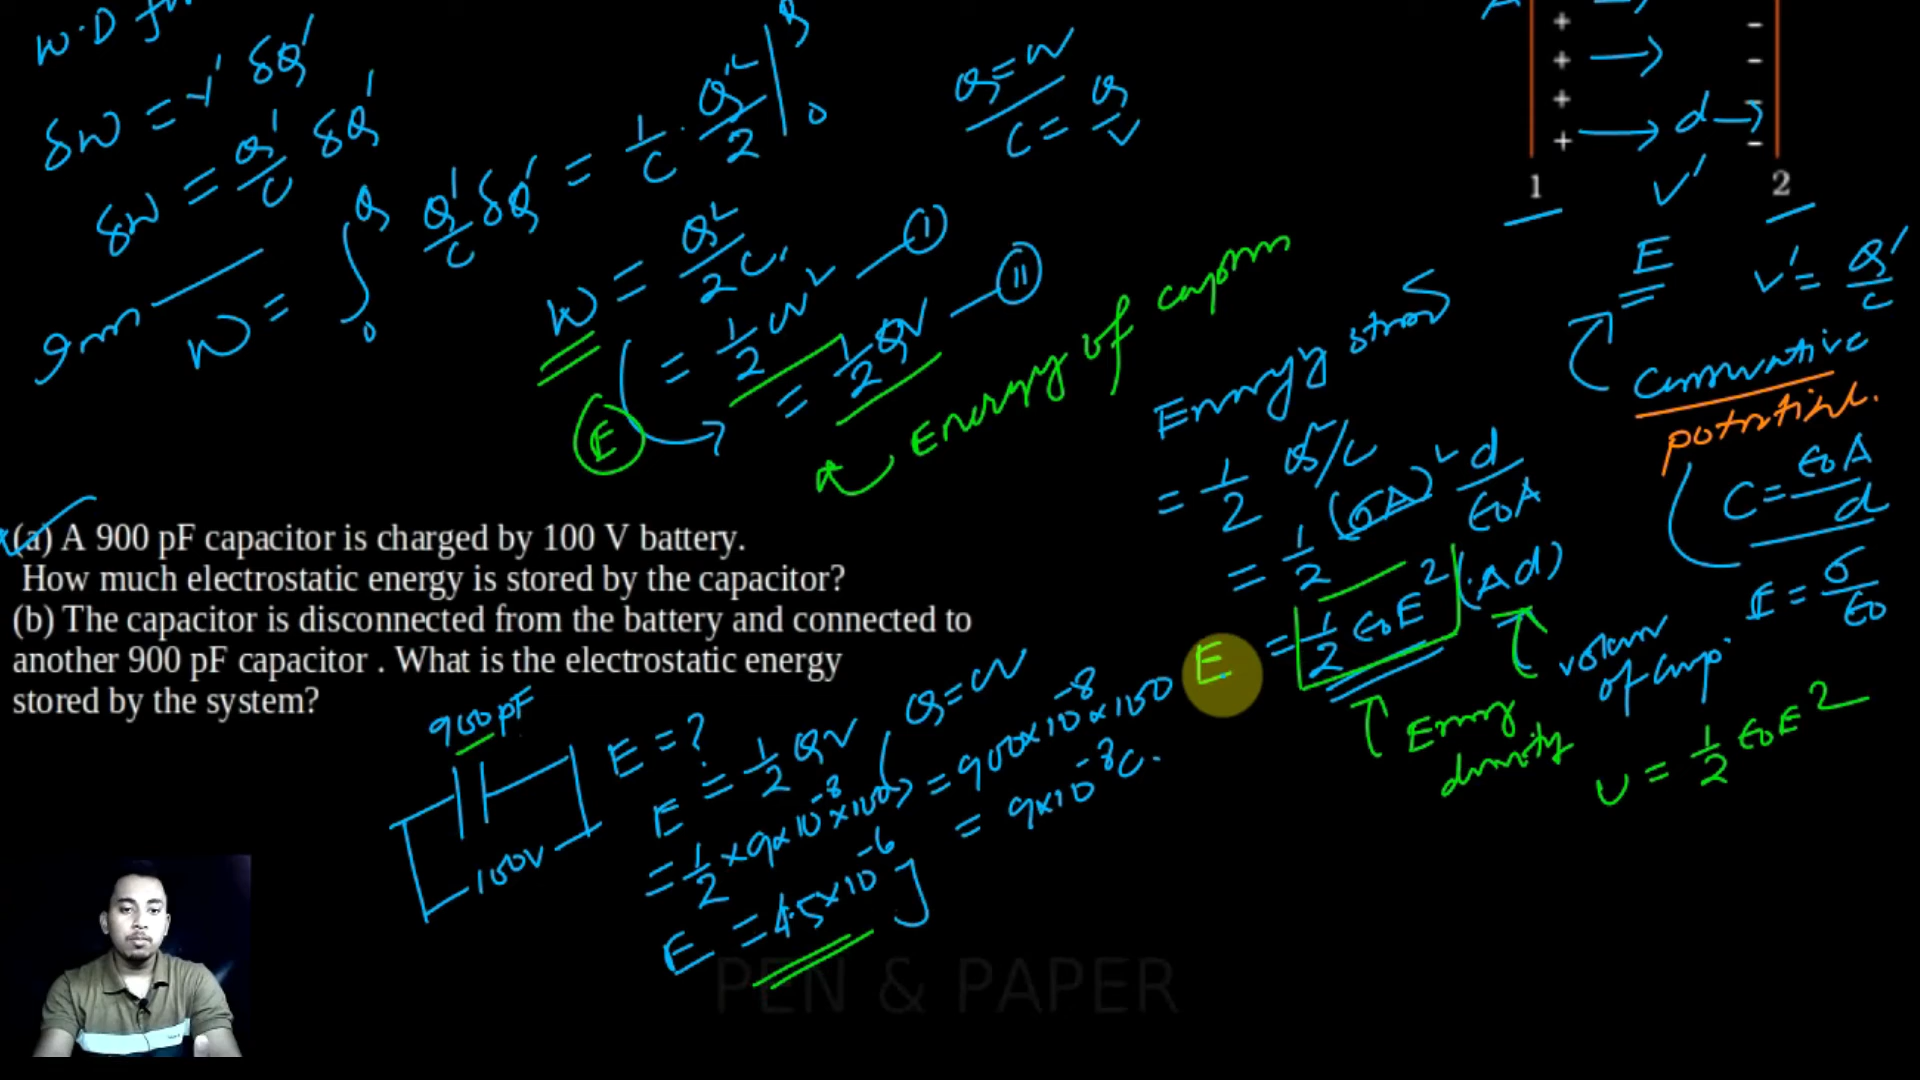 W.D
δW = V' δQ'
δW = Q'/C δQ'
W = ∫₀^Q Q'/C δQ' = 1/C · Q'²/2 |₀^Q
Q = CV
C = Q/V
W = Q²/2C
= 1/2 CV² — (I)
= 1/2 QV — (II)
E
Energy of capam
+ -
+ -
+ -
+ d -
1 V' 2
E V' = Q'/C
Conservative
potential.
C = ε₀A/d
E = σ/ε₀
Energy stored
= 1/2 Q²/C
= 1/2 (σA)² d/ε₀A
E = 1/2 ε₀E² (Ad)
volum
of cap.
Energy
density
U = 1/2 ε₀E²
(a) A 900 pF capacitor is charged by 100 V battery.
How much electrostatic energy is stored by the capacitor?
(b) The capacitor is disconnected from the battery and connected to
another 900 pF capacitor . What is the electrostatic energy
stored by the system?
900pF
100V
E = ?
E = 1/2 QV
= 1/2 × 9×10⁻⁸ × 100
E = 4.5×10⁻⁶ J
Q = CV
= 900×10⁻⁸×100
= 9×10⁻⁸ C.
PEN & PAPER